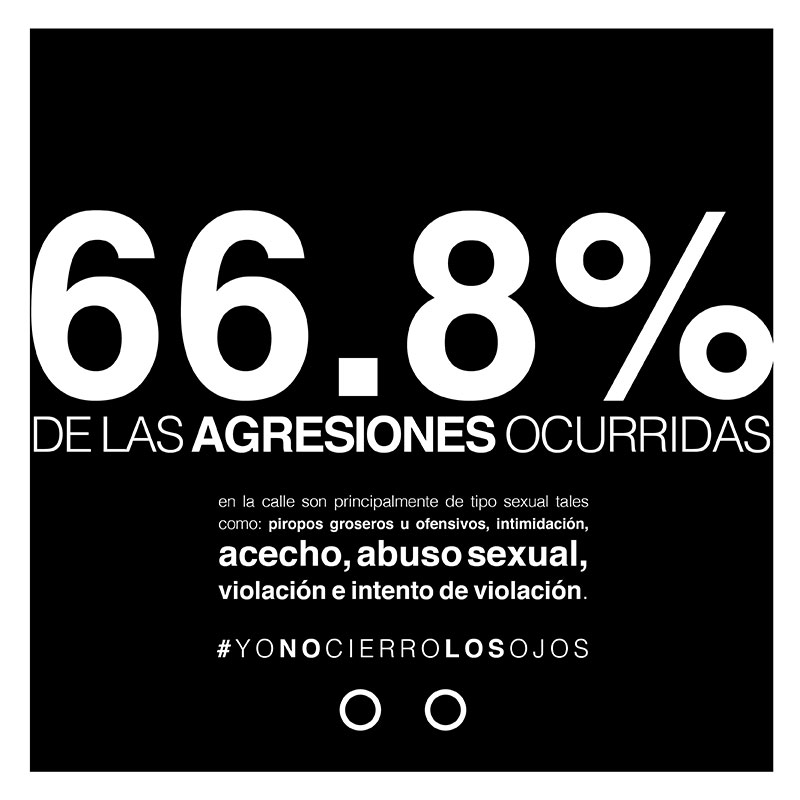 66.8%
DE LAS AGRESIONES OCURRIDAS
en la calle son principalmente de tipo sexual tales
como: piropos groseros u ofensivos, intimidación,
acecho, abuso sexual,
violación e intento de violación.
#YONOCIERROLOSOJOS